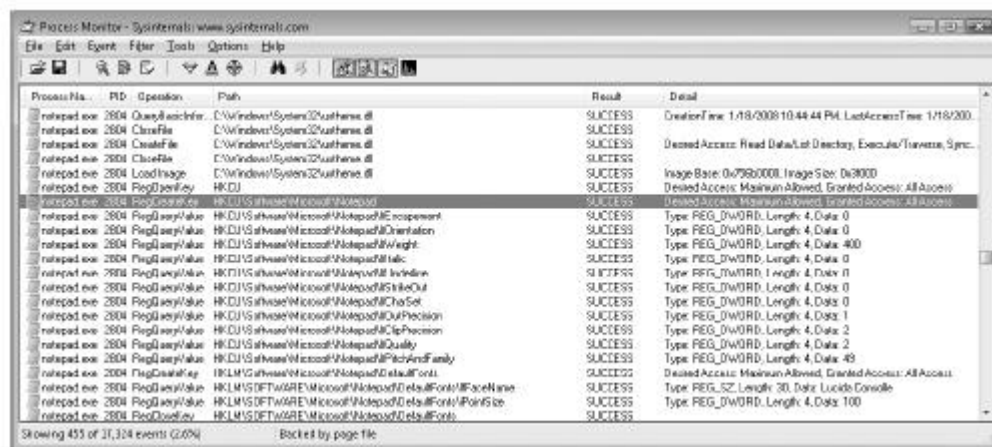 Process Monitor - Sysinternals: www.sysinternals.com
File Edit Event Filter Tools Options Help
Process Na... PID Operation Path Result Detail
notepad.exe 2804 QueryBasicInfor... C:\Windows\System32\uxtheme.dll SUCCESS CreationTime: 1/18/2008 10:44:44 PM, LastAccessTime: 1/18/200...
notepad.exe 2804 CloseFile C:\Windows\System32\uxtheme.dll SUCCESS
notepad.exe 2804 CreateFile C:\Windows\System32\uxtheme.dll SUCCESS Desired Access: Read Data/List Directory, Execute/Traverse, Sync...
notepad.exe 2804 CloseFile C:\Windows\System32\uxtheme.dll SUCCESS
notepad.exe 2804 Load Image C:\Windows\System32\uxtheme.dll SUCCESS Image Base: Image Size: 0x3f000
notepad.exe 2804 RegOpenKey HKCU SUCCESS Desired Access: Maximum Allowed, Granted Access: All Access
notepad.exe 2804 RegCreateKey HKCU\Software\Microsoft\Notepad SUCCESS Desired Access: Maximum Allowed, Granted Access: All Access
notepad.exe 2804 RegQueryValue HKCU\Software\Microsoft\Notepad\lfEscapement SUCCESS Type: REG_DWORD, Length: 4, Data: 0
notepad.exe 2804 RegQueryValue HKCU\Software\Microsoft\Notepad\lfOrientation SUCCESS Type: REG_DWORD, Length: 4, Data: 0
notepad.exe 2804 RegQueryValue HKCU\Software\Microsoft\Notepad\lfWeight SUCCESS Type: REG_DWORD, Length: 4, Data: 400
notepad.exe 2804 RegQueryValue HKCU\Software\Microsoft\Notepad\lfItalic SUCCESS Type: REG_DWORD, Length: 4, Data: 0
notepad.exe 2804 RegQueryValue HKCU\Software\Microsoft\Notepad\lfUnderline SUCCESS Type: REG_DWORD, Length: 4, Data: 0
notepad.exe 2804 RegQueryValue HKCU\Software\Microsoft\Notepad\lfStrikeOut SUCCESS Type: REG_DWORD, Length: 4, Data: 0
notepad.exe 2804 RegQueryValue HKCU\Software\Microsoft\Notepad\lfCharSet SUCCESS Type: REG_DWORD, Length: 4, Data: 0
notepad.exe 2804 RegQueryValue HKCU\Software\Microsoft\Notepad\lfOutPrecision SUCCESS Type: REG_DWORD, Length: 4, Data: 1
notepad.exe 2804 RegQueryValue HKCU\Software\Microsoft\Notepad\lfClipPrecision SUCCESS Type: REG_DWORD, Length: 4, Data: 2
notepad.exe 2804 RegQueryValue HKCU\Software\Microsoft\Notepad\lfQuality SUCCESS Type: REG_DWORD, Length: 4, Data: 2
notepad.exe 2804 RegQueryValue HKCU\Software\Microsoft\Notepad\lfPitchAndFamily SUCCESS Type: REG_DWORD, Length: 4, Data: 49
notepad.exe 2804 RegCreateKey HKLM\SOFTWARE\Microsoft\Notepad\DefaultFonts SUCCESS Desired Access: Maximum Allowed, Granted Access: All Access
notepad.exe 2804 RegQueryValue HKLM\SOFTWARE\Microsoft\Notepad\DefaultFonts\lfFaceName SUCCESS Type: REG_SZ, Length: 30, Data: Lucida Console
notepad.exe 2804 RegQueryValue HKLM\SOFTWARE\Microsoft\Notepad\DefaultFonts\iPointSize SUCCESS Type: REG_DWORD, Length: 4, Data: 100
notepad.exe 2804 RegCloseKey HKLM\SOFTWARE\Microsoft\Notepad\DefaultFonts SUCCESS
Showing 455 of 17,324 events (2.6%) Backed by page file